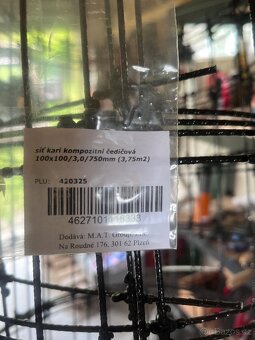 síť kari kompozitní čedičová
100x100/3,0/750mm (3,75m2)
PLU: 420325
Dodává: M.A.T. Group s.r.o.
Na Roudné 176, 301 62 Plzeň